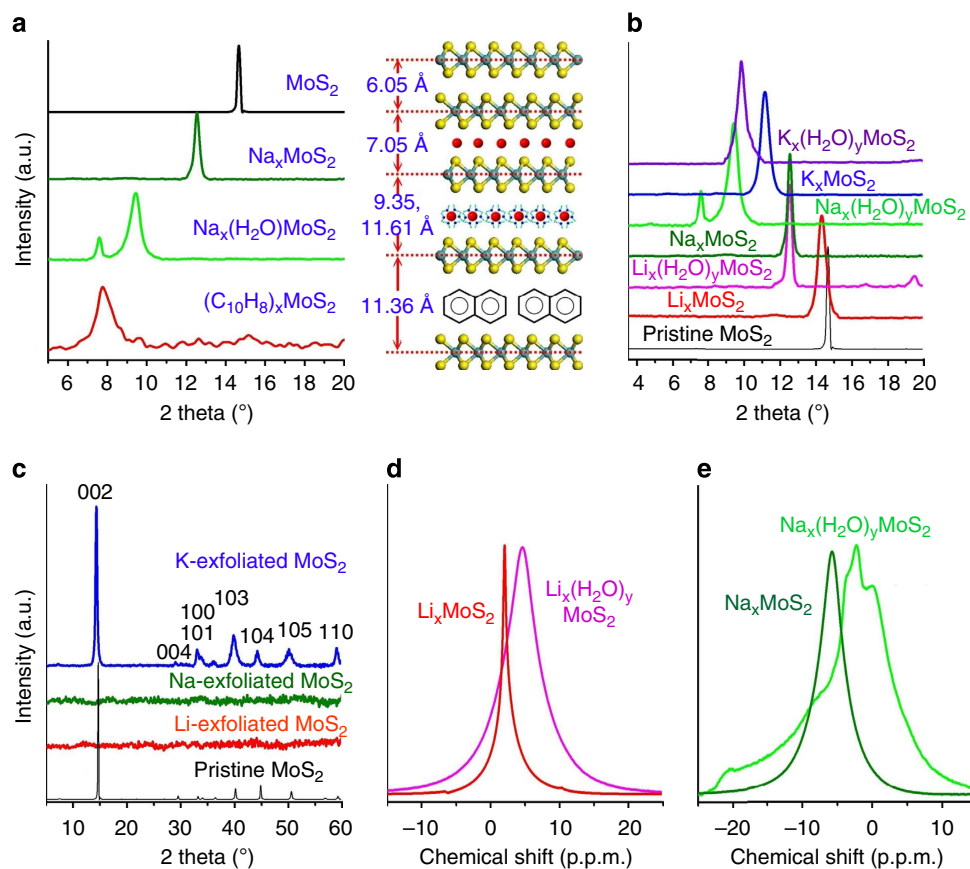 a
Intensity (a.u.)
MoS2
NaxMoS2
Nax(H2O)MoS2
(C10H8)xMoS2
6 8 10 12 14 16 18 20
2 theta (°)
6.05 Å
7.05 Å
9.35,
11.61 Å
11.36 Å
b
Intensity (a.u.)
Kx(H2O)yMoS2
KxMoS2
Nax(H2O)yMoS2
NaxMoS2
Lix(H2O)yMoS2
LixMoS2
Pristine MoS2
4 6 8 10 12 14 16 18 20
2 theta (°)
c
Intensity (a.u.)
002
K-exfoliated MoS2
004
100
101
103
104
105
110
Na-exfoliated MoS2
Li-exfoliated MoS2
Pristine MoS2
10 20 30 40 50 60
2 theta (°)
d
LixMoS2
Lix(H2O)y
MoS2
−10 0 10 20
Chemical shift (p.p.m.)
e
Nax(H2O)yMoS2
NaxMoS2
−20 −10 0 10
Chemical shift (p.p.m.)